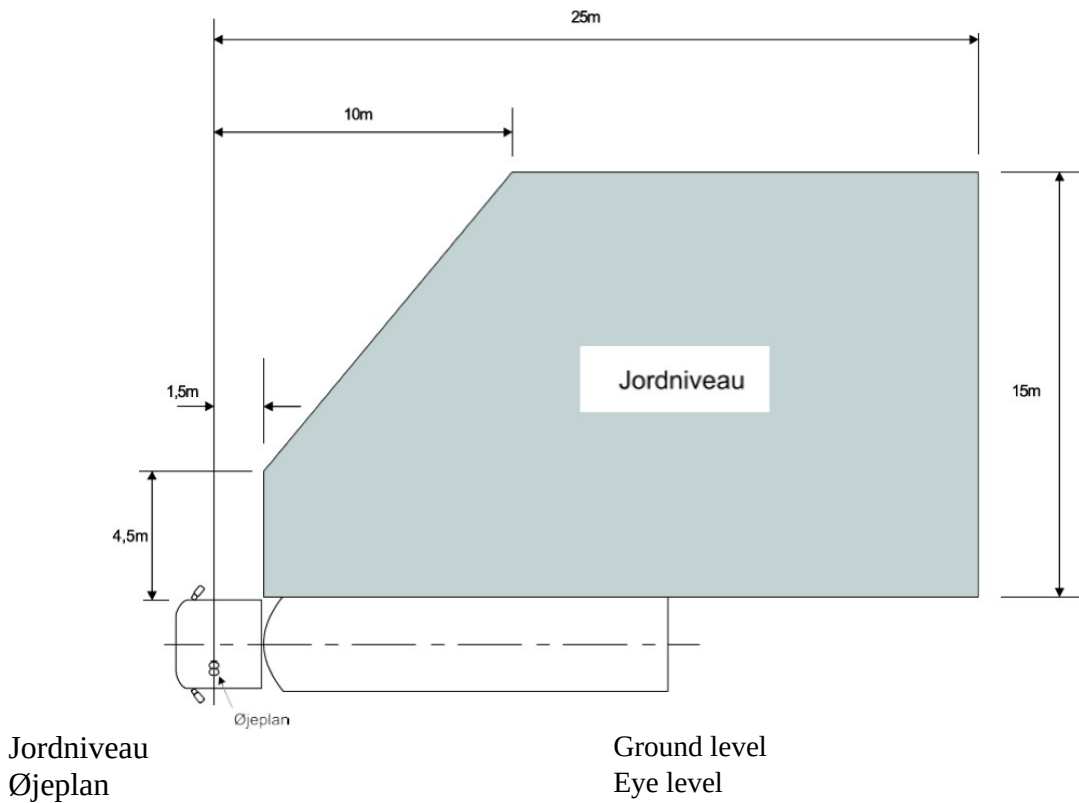 25m
10m
1,5m
Jordniveau
15m
4,5m
Øjeplan
Jordniveau Ground level
Øjeplan Eye level